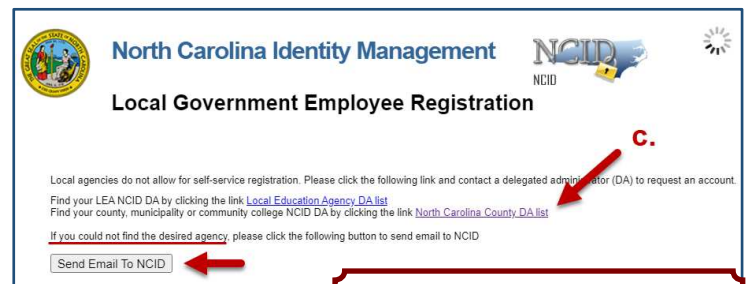 North Carolina Identity Management
NCID
NCID
Local Government Employee Registration
c.
Local agencies do not allow for self-service registration. Please click the following link and contact a delegated administrator (DA) to request an account.
Find your LEA NCID DA by clicking the link Local Education Agency DA list
Find your county, municipality or community college NCID DA by clicking the link North Carolina County DA list
If you could not find the desired agency, please click the following button to send email to NCID
Send Email To NCID